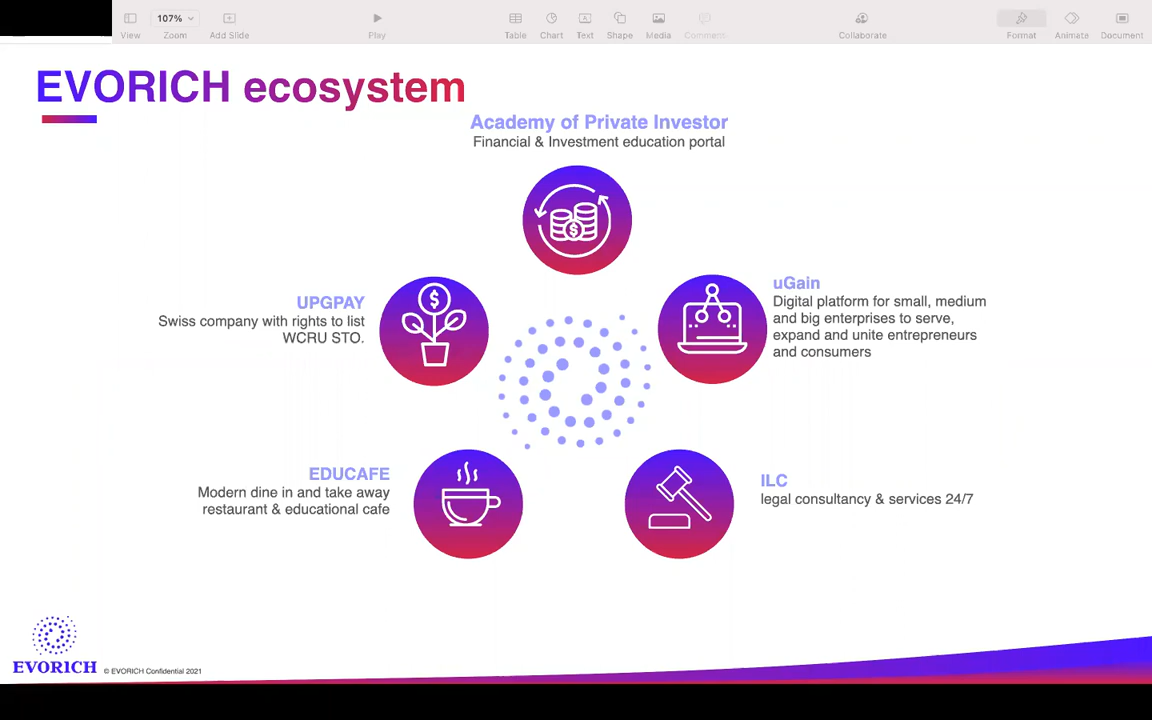 107%
View
Zoom
Add Slide
Play
Table
Chart
Text
Shape
Media
Comment
Collaborate
Format
Animate
Document
EVORICH ecosystem
Academy of Private Investor
Financial & Investment education portal
UPGPAY
Swiss company with rights to list
WCRU STO.
uGain
Digital platform for small, medium
and big enterprises to serve,
expand and unite entrepreneurs
and consumers
EDUCAFE
Modern dine in and take away
restaurant & educational cafe
ILC
legal consultancy & services 24/7
EVORICH
© EVORICH Confidential 2021